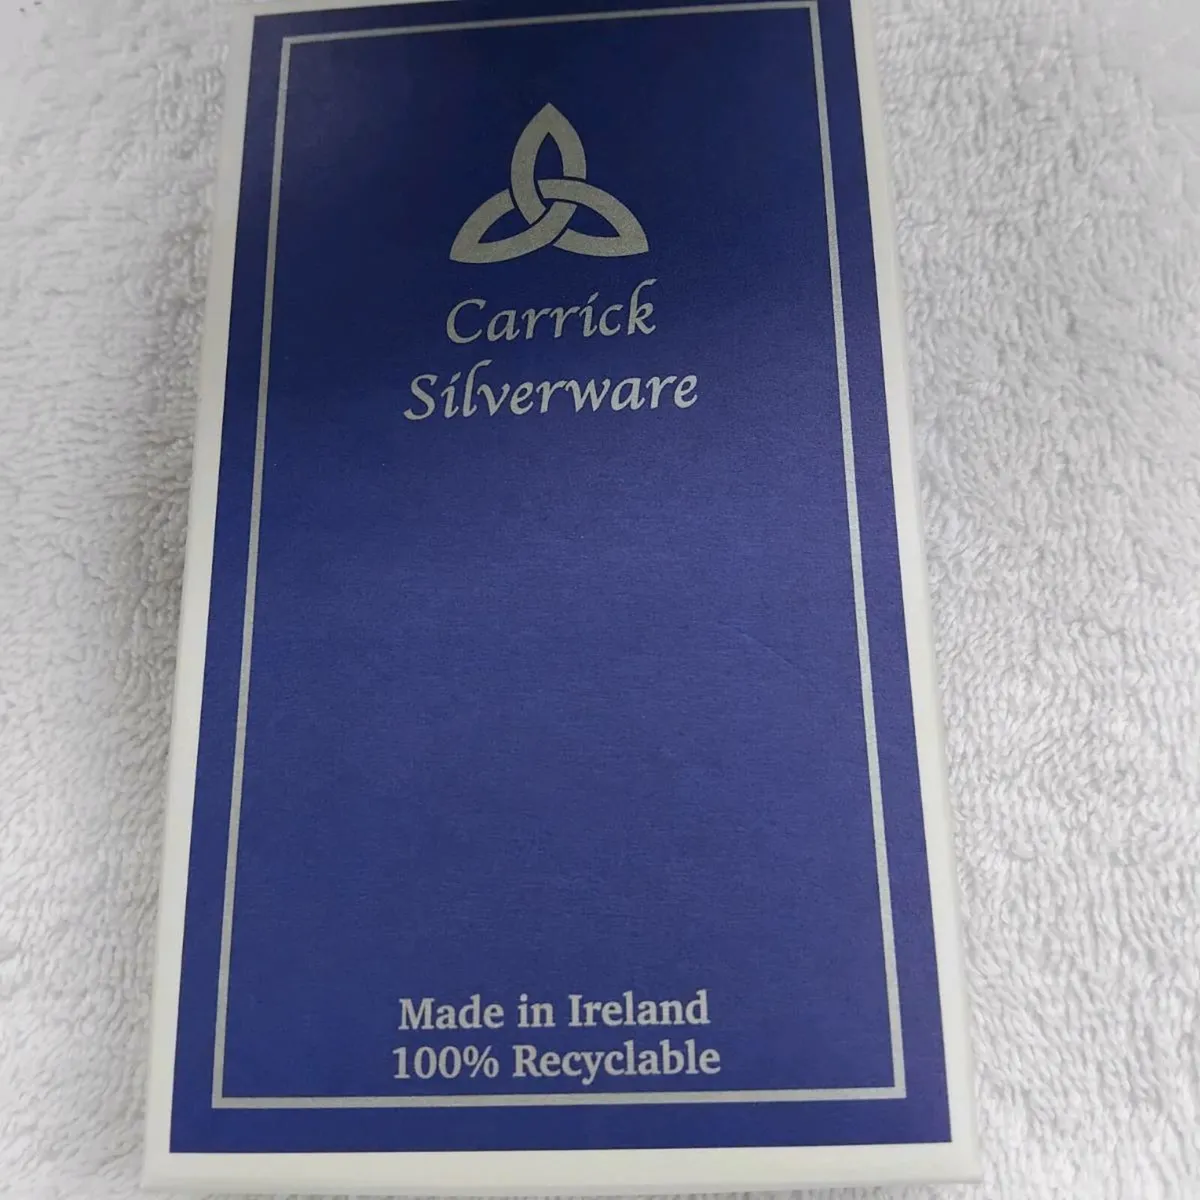 Carrick
Silverware
Made in Ireland
100% Recyclable